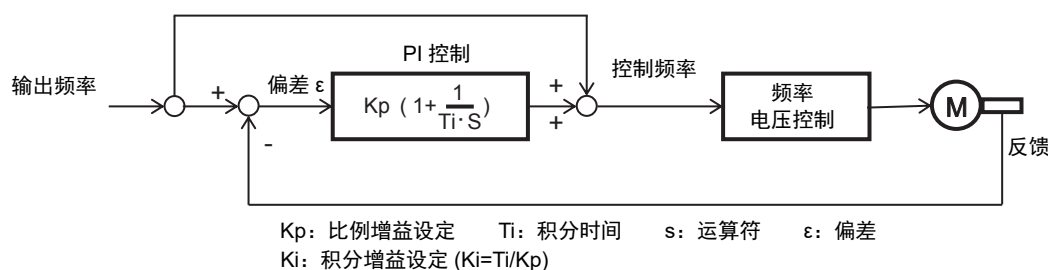 PI 控制
输出频率
+
偏差 ε
Kp ( 1+ 1/Ti·S )
+
+
控制频率
频率
电压控制
M
反馈
-
Kp：比例增益设定 Ti：积分时间 s：运算符 ε：偏差
Ki：积分增益设定 (Ki=Ti/Kp)